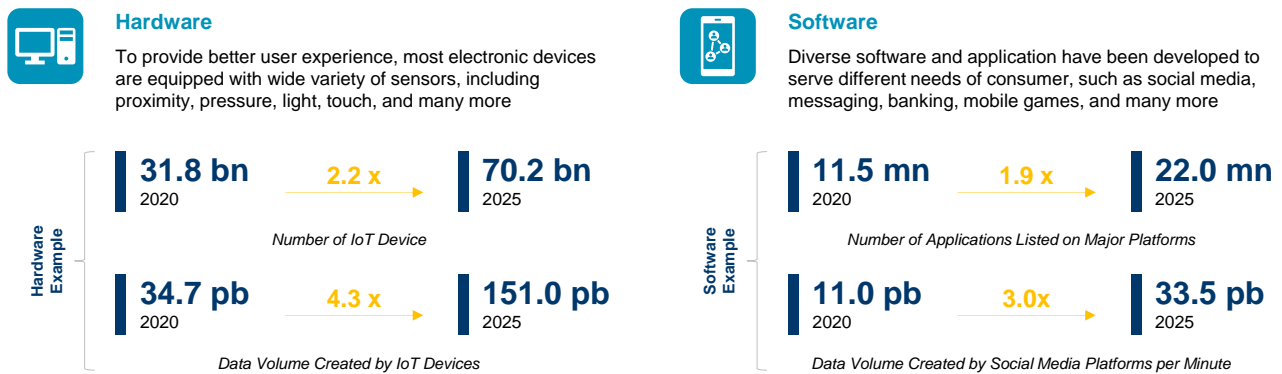 Hardware
To provide better user experience, most electronic devices
are equipped with wide variety of sensors, including
proximity, pressure, light, touch, and many more
Hardware
Example
31.8 bn
2020
2.2 x
70.2 bn
2025
Number of IoT Device
34.7 pb
2020
4.3 x
151.0 pb
2025
Data Volume Created by IoT Devices
Software
Diverse software and application have been developed to
serve different needs of consumer, such as social media,
messaging, banking, mobile games, and many more
Software
Example
11.5 mn
2020
1.9 x
22.0 mn
2025
Number of Applications Listed on Major Platforms
11.0 pb
2020
3.0x
33.5 pb
2025
Data Volume Created by Social Media Platforms per Minute